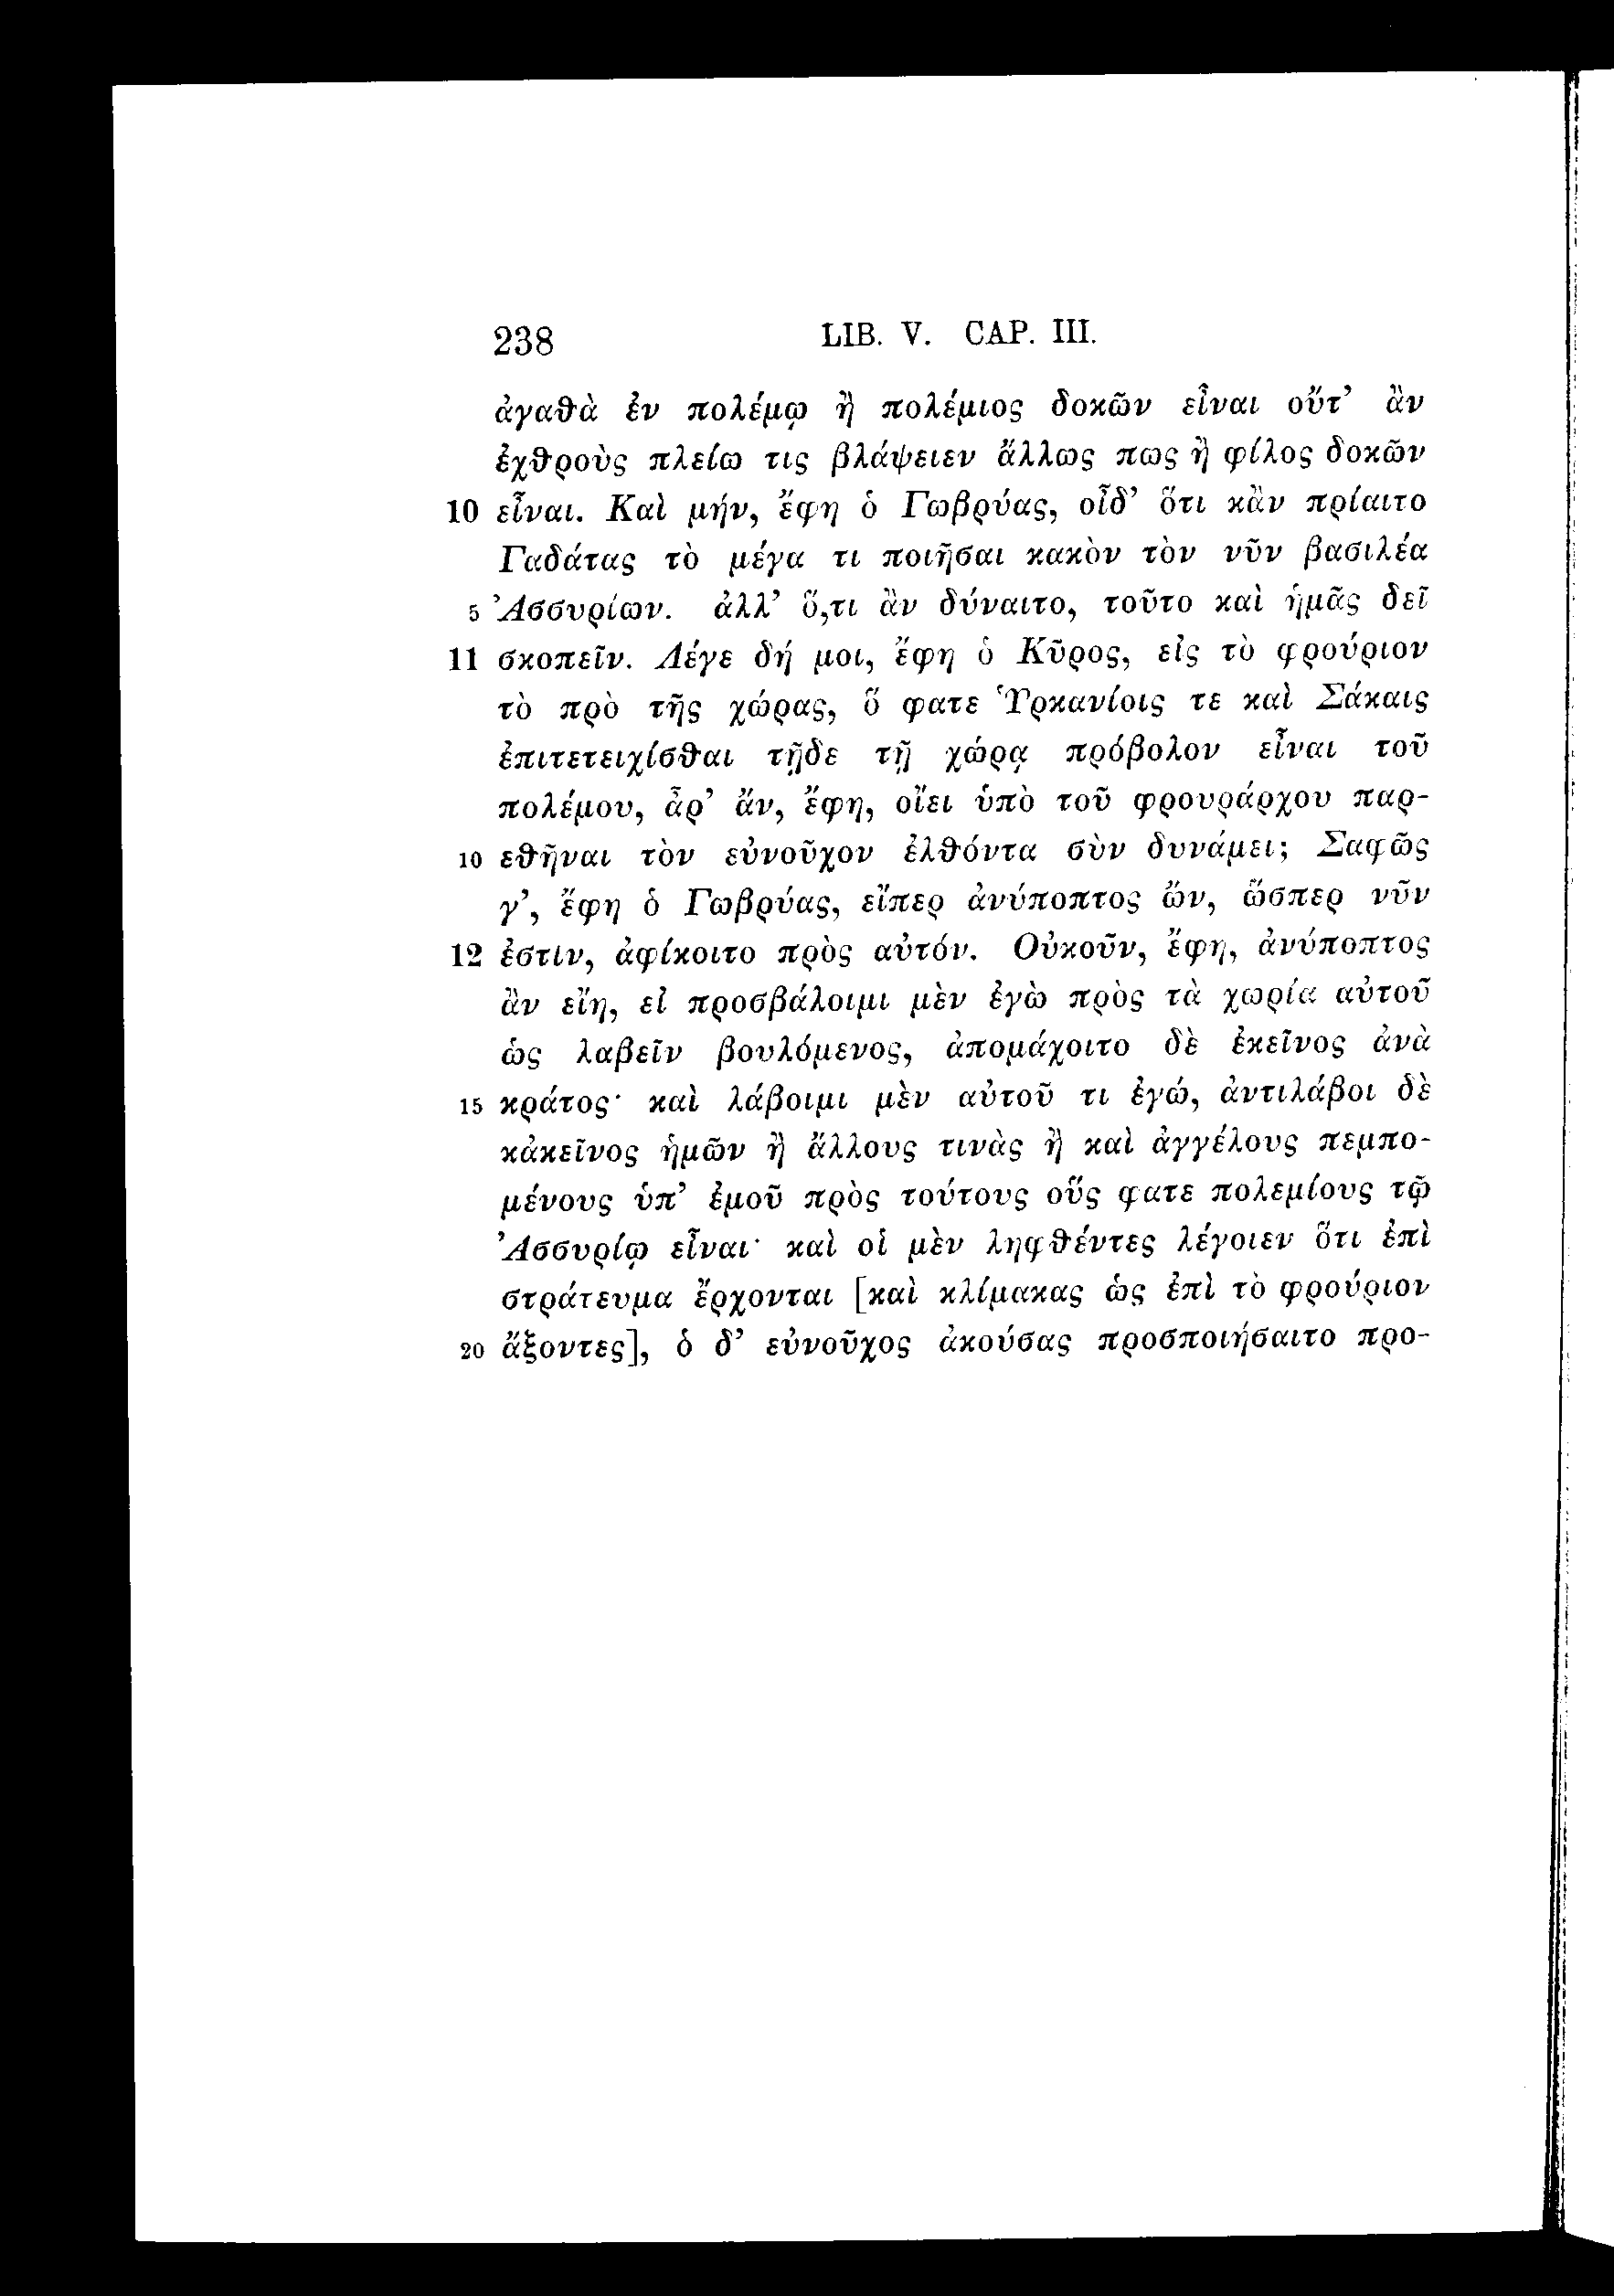 238 LIB. V. CAP. III.
ἀγαθὰ ἐν πολέμῳ ἢ πολέμιος δοκῶν εἶναι οὔτ’ ἂν
ἐχθροὺς πλείω τις βλάψειεν ἄλλως πως ἢ φίλος δοκῶν
10 εἶναι. Καὶ μήν, ἔφη ὁ Γωβρύας, οἶδ’ ὅτι κἂν πρίαιτο
Γαδάτας τὸ μέγα τι ποιῆσαι κακὸν τὸν νῦν βασιλέα
5 Ἀσσυρίων. ἀλλ’ ὅ,τι ἂν δύναιτο, τοῦτο καὶ ἡμᾶς δεῖ
11 σκοπεῖν. Λέγε δή μοι, ἔφη ὁ Κῦρος, εἰς τὸ φρούριον
τὸ πρὸ τῆς χώρας, ὅ φατε Ὑρκανίοις τε καὶ Σάκαις
ἐπιτετειχίσθαι τῇδε τῇ χώρᾳ πρόβολον εἶναι τοῦ
πολέμου, ἆρ’ ἄν, ἔφη, οἴει ὑπὸ τοῦ φρουράρχου παρ-
10 εθῆναι τὸν εὐνοῦχον ἐλθόντα σὺν δυνάμει; Σαφῶς
γ’, ἔφη ὁ Γωβρύας, εἴπερ ἀνύποπτος ὤν, ὥσπερ νῦν
12 ἐστιν, ἀφίκοιτο πρὸς αὐτόν. Οὐκοῦν, ἔφη, ἀνύποπτος
ἂν εἴη, εἰ προσβάλοιμι μὲν ἐγὼ πρὸς τὰ χωρία αὐτοῦ
ὡς λαβεῖν βουλόμενος, ἀπομάχοιτο δὲ ἐκεῖνος ἀνὰ
15 κράτος· καὶ λάβοιμι μὲν αὐτοῦ τι ἐγώ, ἀντιλάβοι δὲ
κἀκεῖνος ἡμῶν ἢ ἄλλους τινὰς ἢ καὶ ἀγγέλους πεμπο-
μένους ὑπ’ ἐμοῦ πρὸς τούτους οὕς φατε πολεμίους τῷ
Ἀσσυρίῳ εἶναι· καὶ οἱ μὲν ληφθέντες λέγοιεν ὅτι ἐπὶ
στράτευμα ἔρχονται [καὶ κλίμακας ὡς ἐπὶ τὸ φρούριον
20 ἄξοντες], ὁ δ’ εὐνοῦχος ἀκούσας προσποιήσαιτο προ-